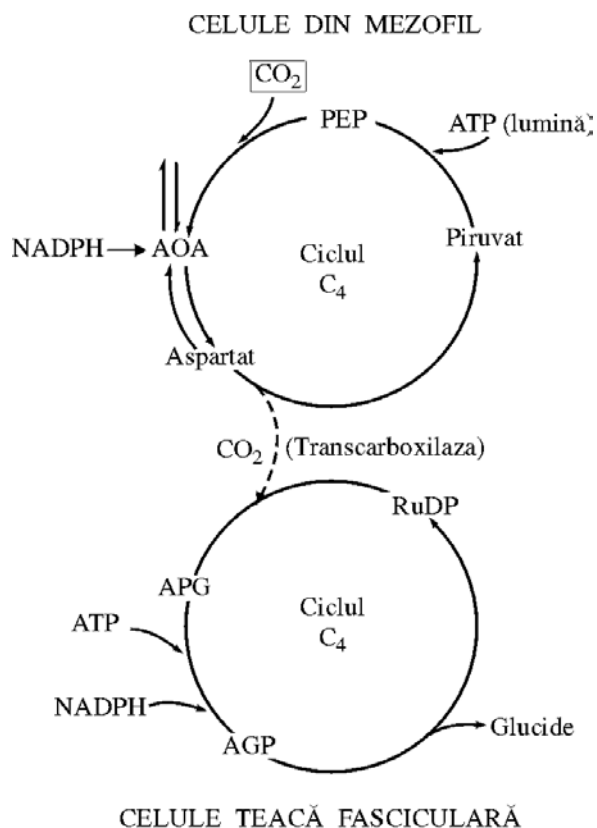 CELULE DIN MEZOFIL
CO2
PEP
ATP (lumină)
NADPH
AOA
Piruvat
Ciclul
C4
Aspartat
CO2
(Transcarboxilaza)
RuDP
APG
Ciclul
C4
ATP
NADPH
AGP
Glucide
CELULE TEACĂ FASCICULARĂ